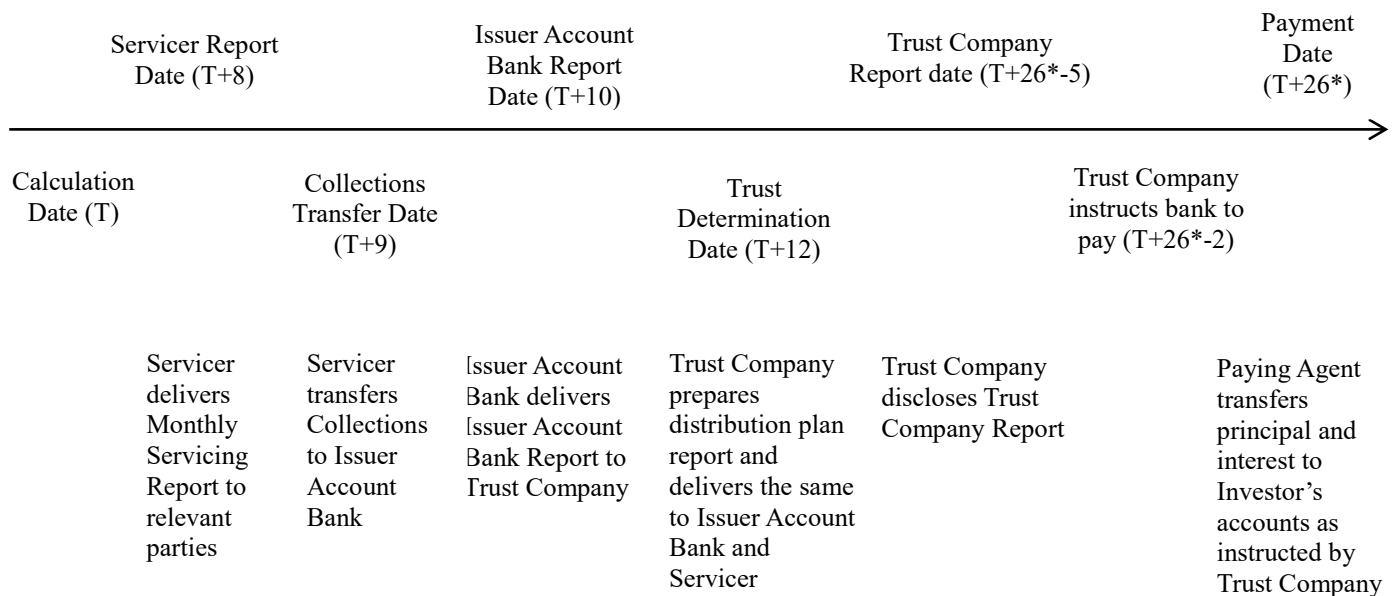 Servicer Report
Date (T+8)
Issuer Account
Bank Report
Date (T+10)
Trust Company
Report date (T+26*-5)
Payment
Date
(T+26*)
Calculation
Date (T)
Collections
Transfer Date
(T+9)
Trust
Determination
Date (T+12)
Trust Company
instructs bank to
pay (T+26*-2)
Servicer
delivers
Monthly
Servicing
Report to
relevant
parties
Servicer
transfers
Collections
to Issuer
Account
Bank
Issuer Account
Bank delivers
Issuer Account
Bank Report to
Trust Company
Trust Company
prepares
distribution plan
report and
delivers the same
to Issuer Account
Bank and
Servicer
Trust Company
discloses Trust
Company Report
Paying Agent
transfers
principal and
interest to
Investor’s
accounts as
instructed by
Trust Company